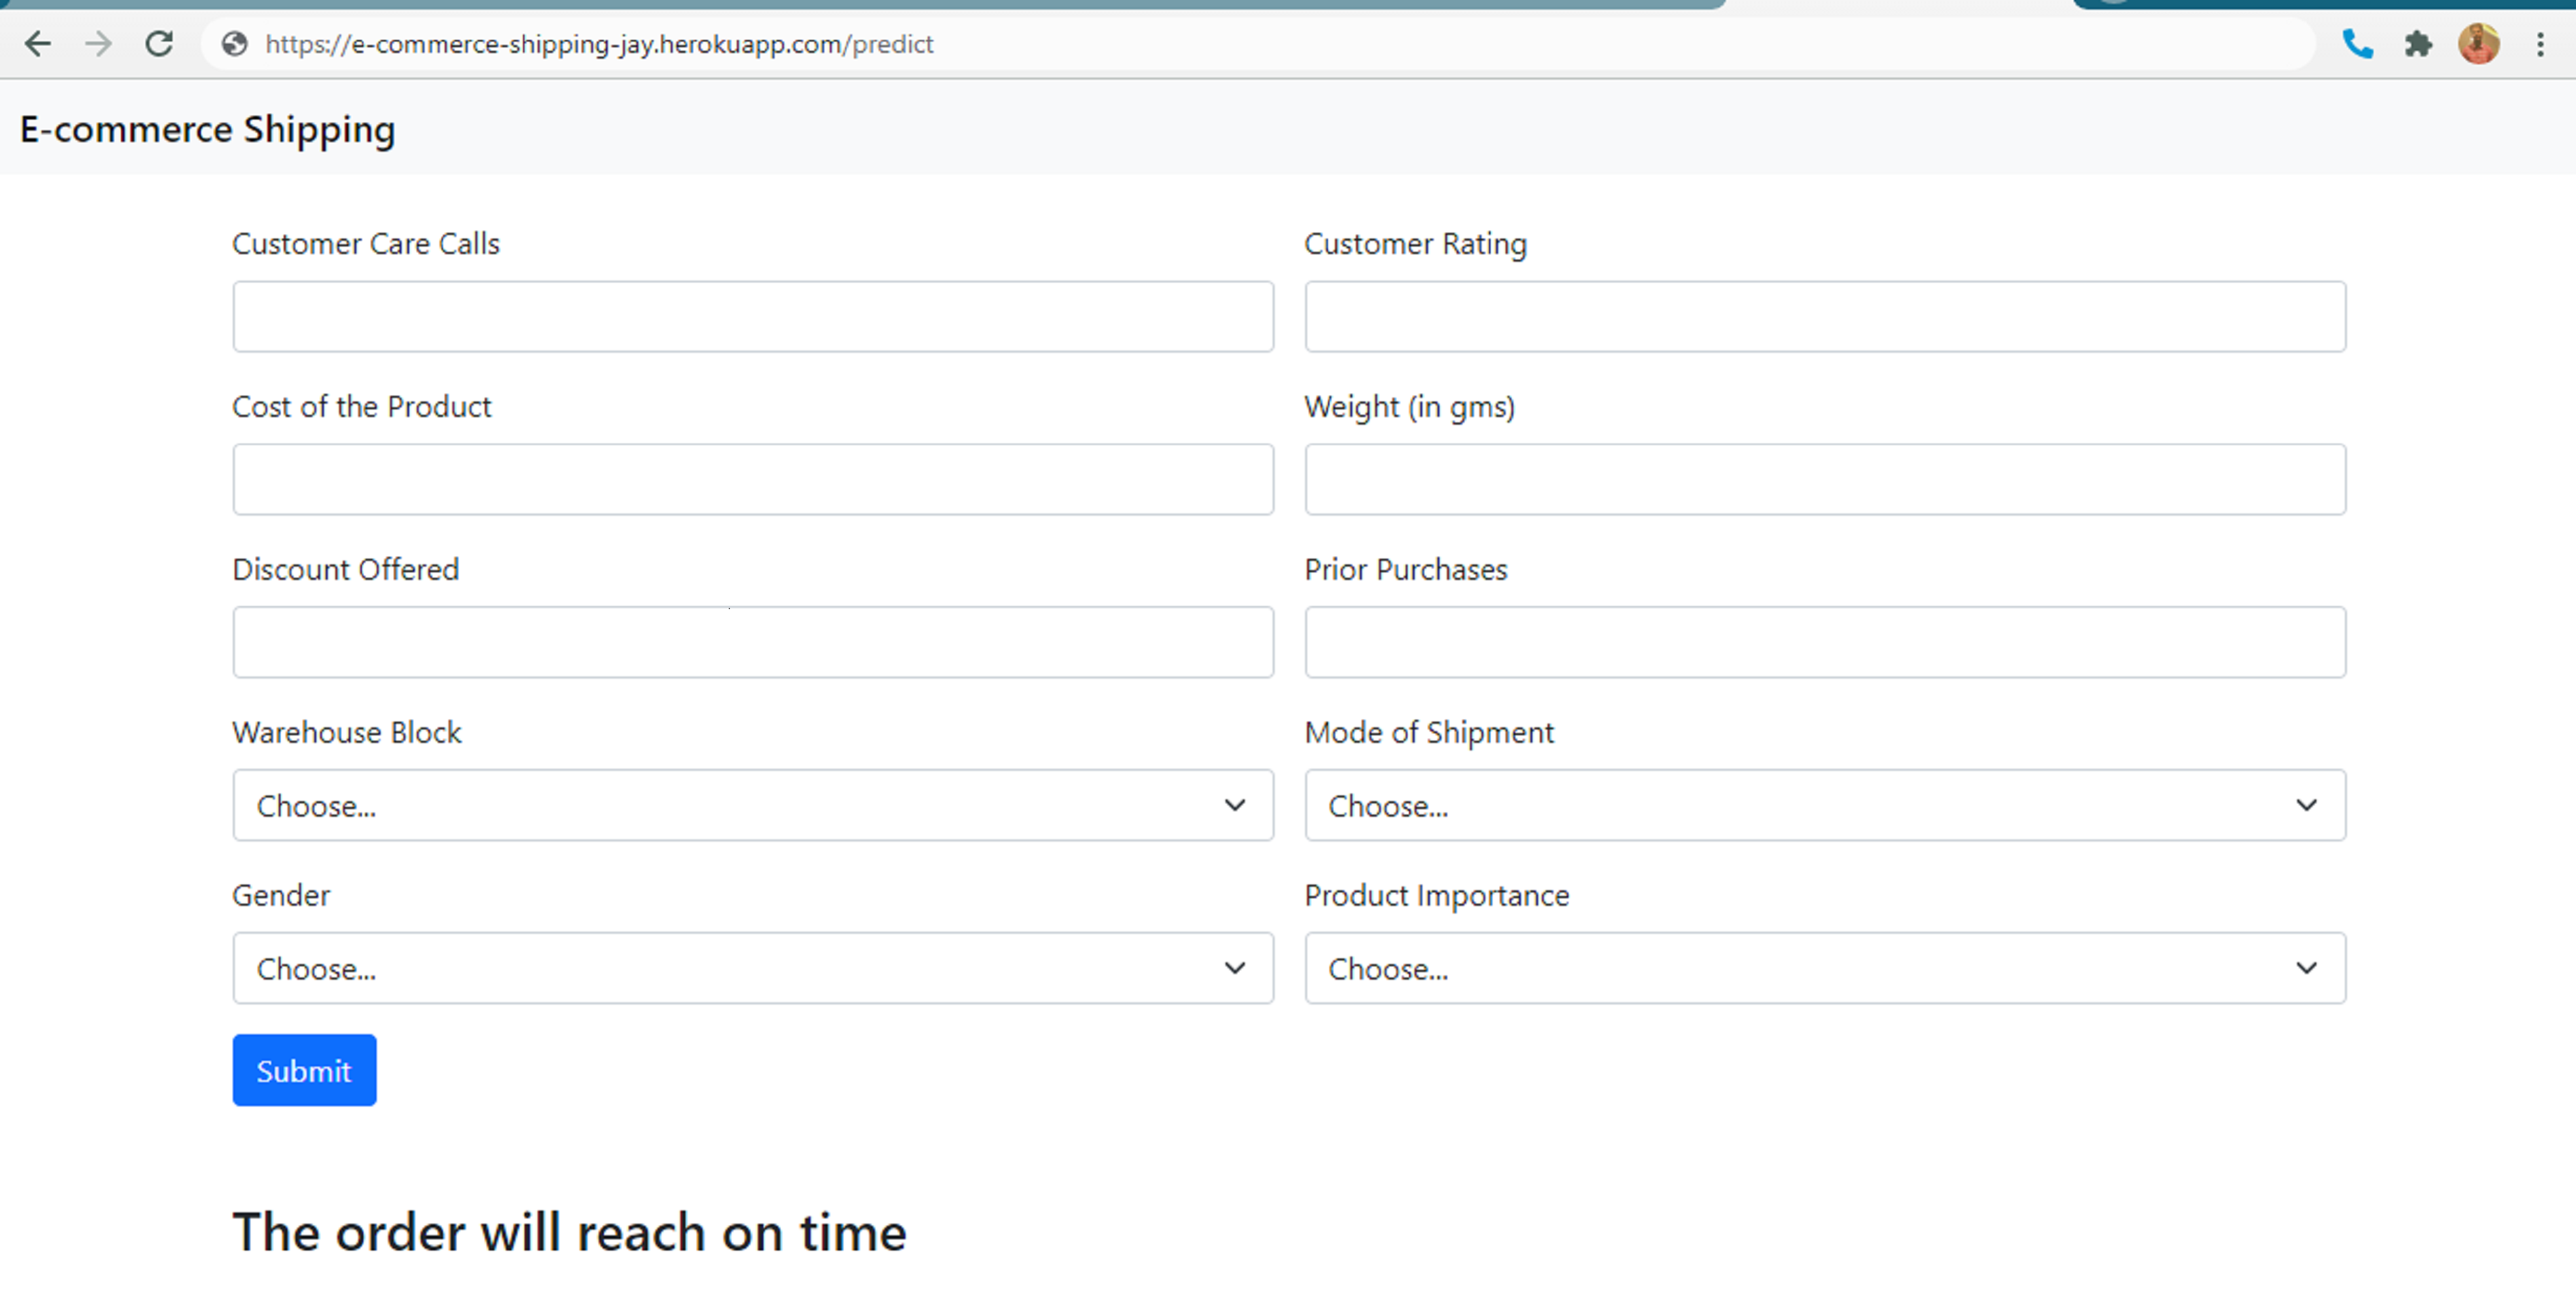 https://e-commerce-shipping-jay.herokuapp.com/predict
E-commerce Shipping
Customer Care Calls
Customer Rating
Cost of the Product
Weight (in gms)
Discount Offered
Prior Purchases
Warehouse Block
Mode of Shipment
Choose...
Choose...
Gender
Product Importance
Choose...
Choose...
Submit
The order will reach on time